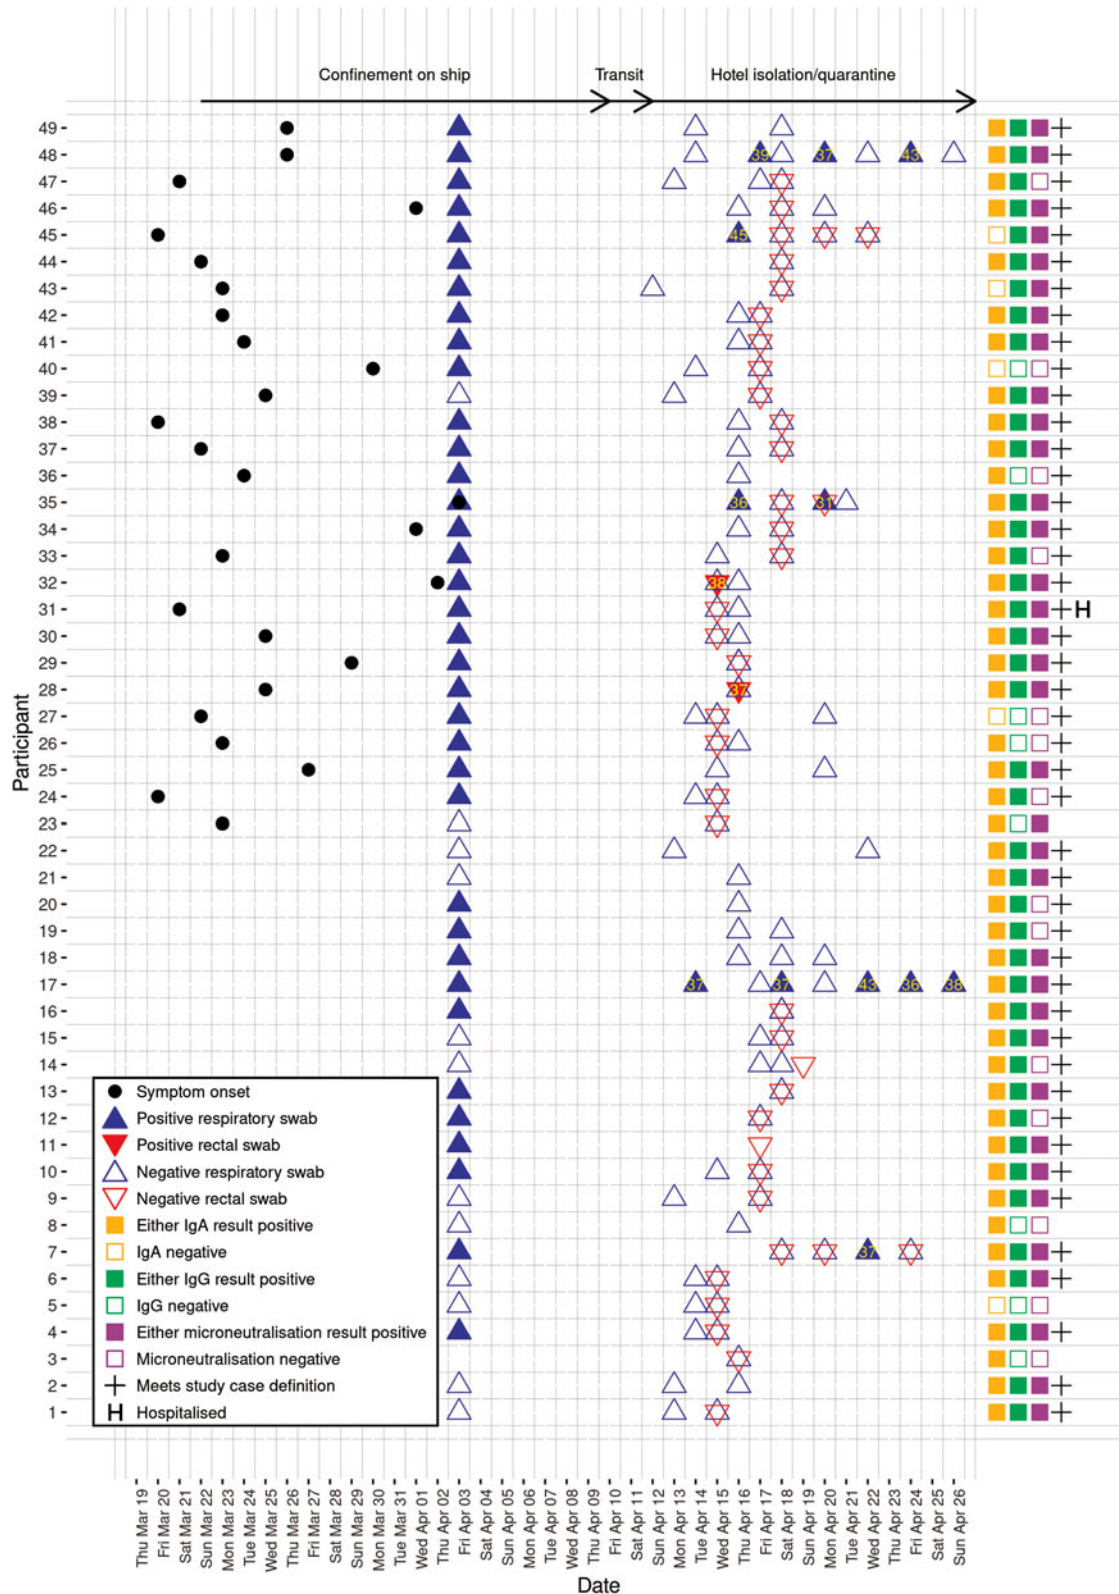 Confinement on ship
Transit
Hotel isolation/quarantine
49
48 39 37 43
47
46
45 45
44
43
42
41
40
39
38
37
36
35 36 31
34
33
32 38
31 H
30
29
28 37
27
26
25
24
23
22
21
20
19
18
17 37 37 43 36 38
16
15
14
13
12
11
10
9
8
7 37
6
5
4
3
2
1
Participant
Symptom onset
Positive respiratory swab
Positive rectal swab
Negative respiratory swab
Negative rectal swab
Either IgA result positive
IgA negative
Either IgG result positive
IgG negative
Either microneutralisation result positive
Microneutralisation negative
Meets study case definition
H Hospitalised
Thu Mar 19
Fri Mar 20
Sat Mar 21
Sun Mar 22
Mon Mar 23
Tue Mar 24
Wed Mar 25
Thu Mar 26
Fri Mar 27
Sat Mar 28
Sun Mar 29
Mon Mar 30
Tue Mar 31
Wed Apr 01
Thu Apr 02
Fri Apr 03
Sat Apr 04
Sun Apr 05
Mon Apr 06
Tue Apr 07
Wed Apr 08
Thu Apr 09
Fri Apr 10
Sat Apr 11
Sun Apr 12
Mon Apr 13
Tue Apr 14
Wed Apr 15
Thu Apr 16
Fri Apr 17
Sat Apr 18
Sun Apr 19
Mon Apr 20
Tue Apr 21
Wed Apr 22
Thu Apr 23
Fri Apr 24
Sat Apr 25
Sun Apr 26
Date